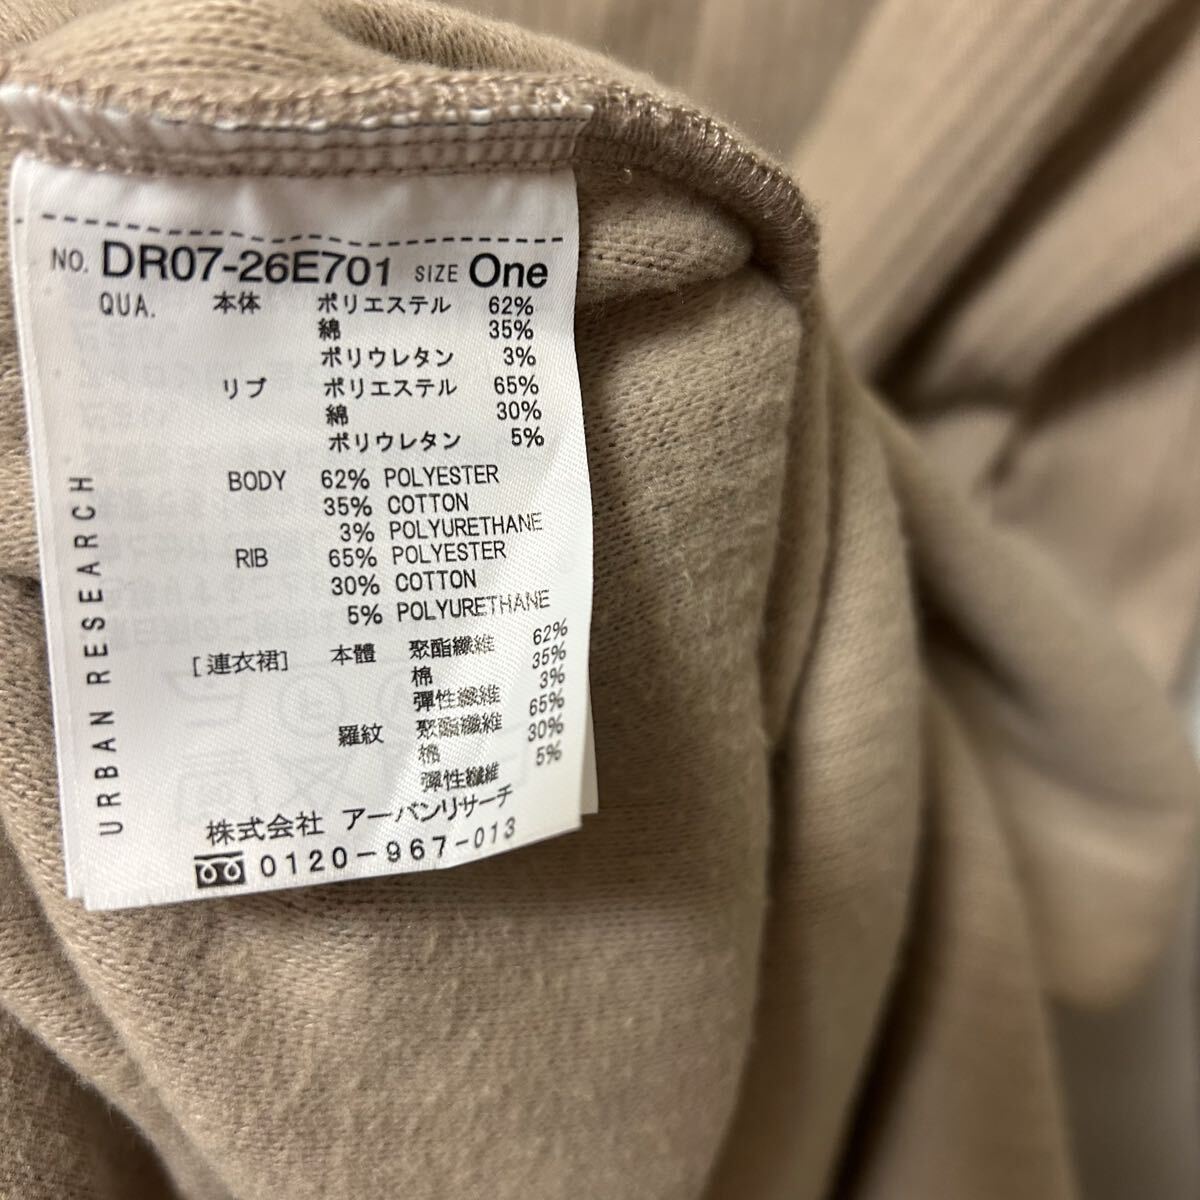 NO. DR07-26E701 SIZE One
QUA. 本体 ポリエステル 62%
綿 35%
ポリウレタン 3%
リブ ポリエステル 65%
綿 30%
ポリウレタン 5%
BODY 62% POLYESTER
35% COTTON
3% POLYURETHANE
RIB 65% POLYESTER
30% COTTON
5% POLYURETHANE
[連衣裙] 本體 聚酯纖維 62%
棉 35%
彈性纖維 3%
羅紋 聚酯纖維 65%
棉 30%
彈性纖維 5%
株式会社 アーバンリサーチ
0120-967-013
URBAN RESEARCH